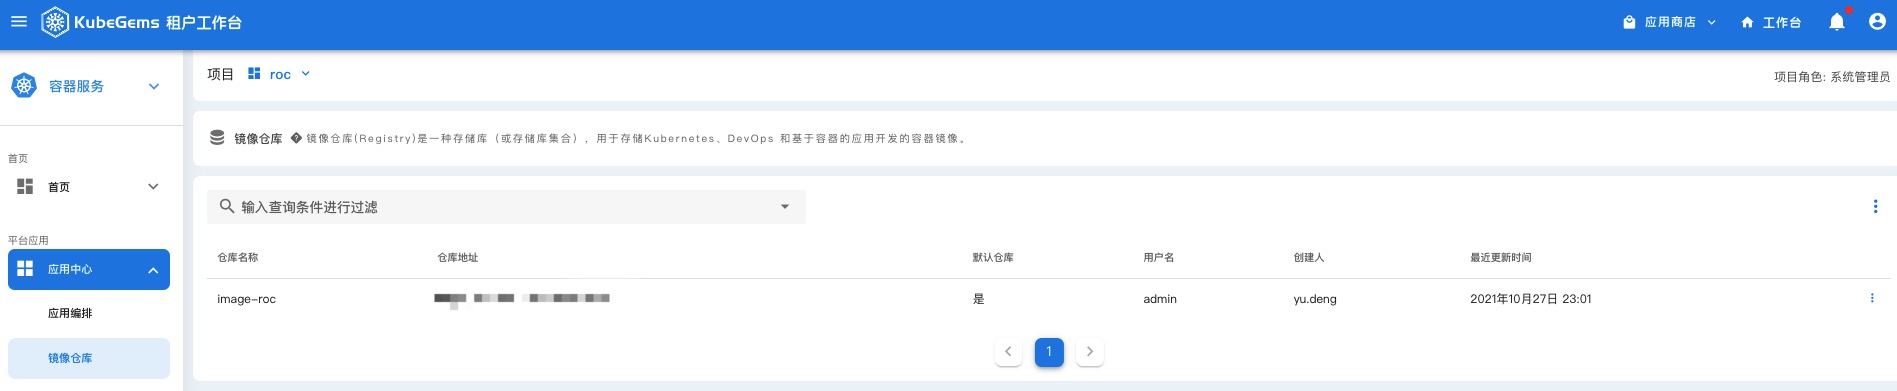 KubeGems 租户工作台
应用商店
工作台
容器服务
项目 roc
项目角色: 系统管理员
镜像仓库 镜像仓库(Registry)是一种存储库（或存储库集合），用于存储Kubernetes、DevOps 和基于容器的应用开发的容器镜像。
首页
首页
平台应用
应用中心
应用编排
镜像仓库
输入查询条件进行过滤
仓库名称 仓库地址 默认仓库 用户名 创建人 最近更新时间
image-roc 是 admin yu.deng 2021年10月27日 23:01
1